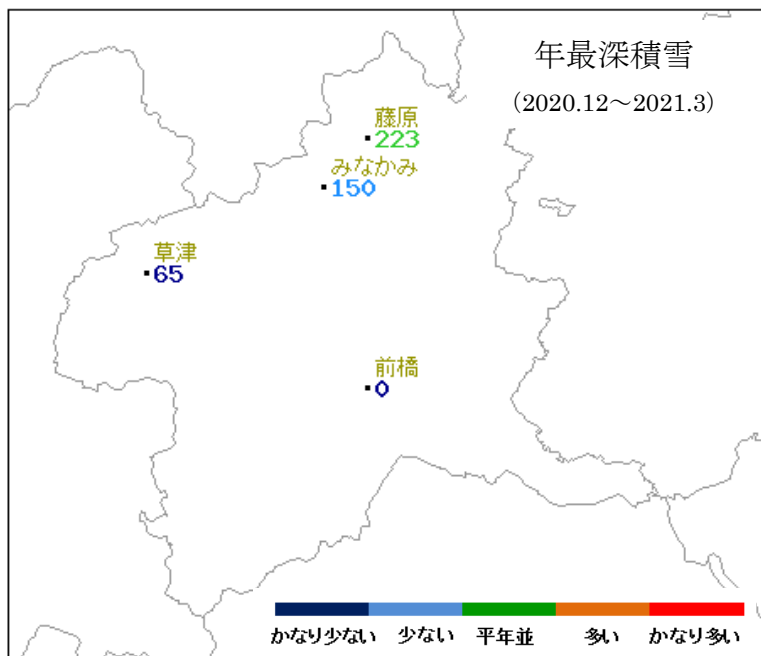 年最深積雪
（2020.12～2021.3）
藤原
223
みなかみ
150
草津
65
前橋
0
かなり少ない 少ない 平年並 多い かなり多い